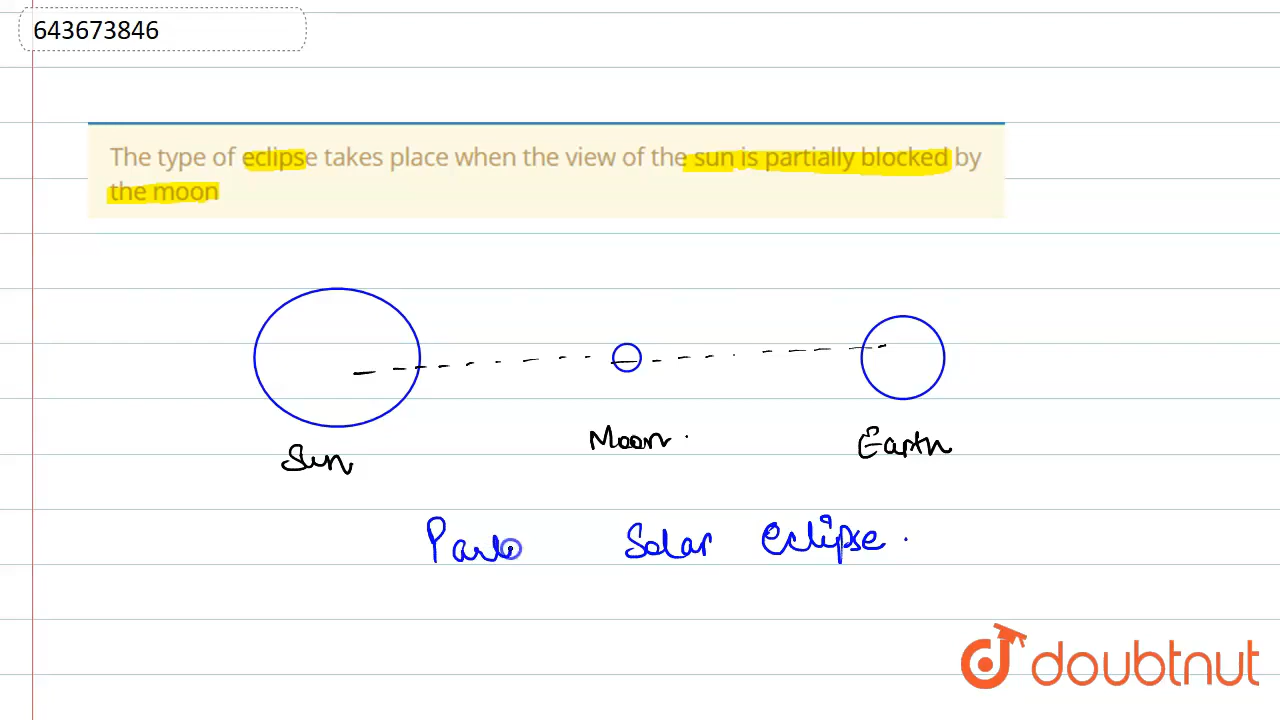 643673846
The type of eclipse takes place when the view of the sun is partially blocked by
the moon
Sun
Moon.
Earth
Parti Solar eclipse.
doubtnut